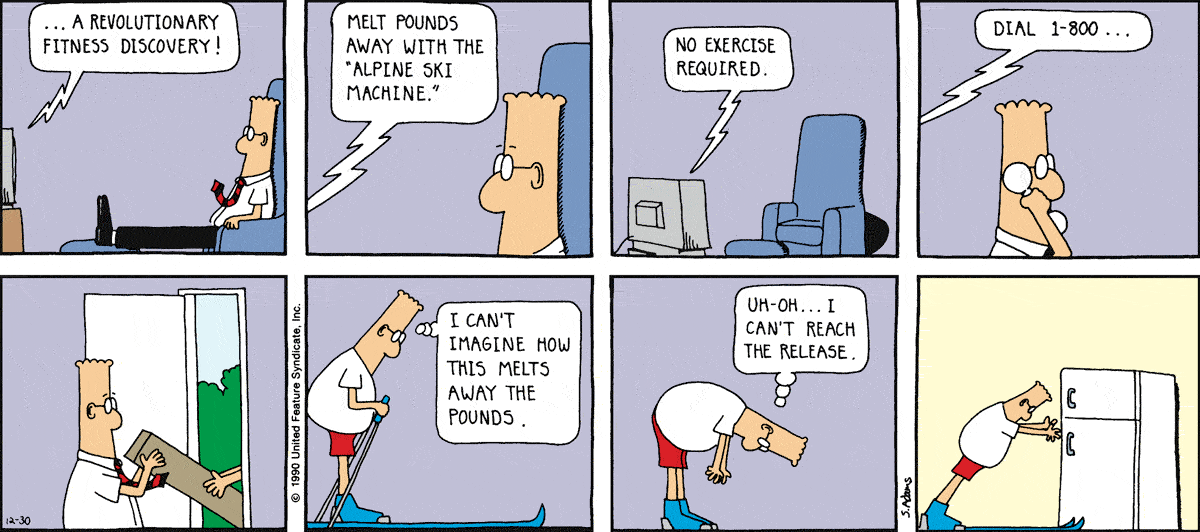 ... A REVOLUTIONARY
FITNESS DISCOVERY!
MELT POUNDS
AWAY WITH THE
"ALPINE SKI
MACHINE."
NO EXERCISE
REQUIRED.
DIAL 1-800 ...
12-30
© 1990 United Feature Syndicate, Inc.
I CAN'T
IMAGINE HOW
THIS MELTS
AWAY THE
POUNDS.
UH-OH... I
CAN'T REACH
THE RELEASE.
S. Adams